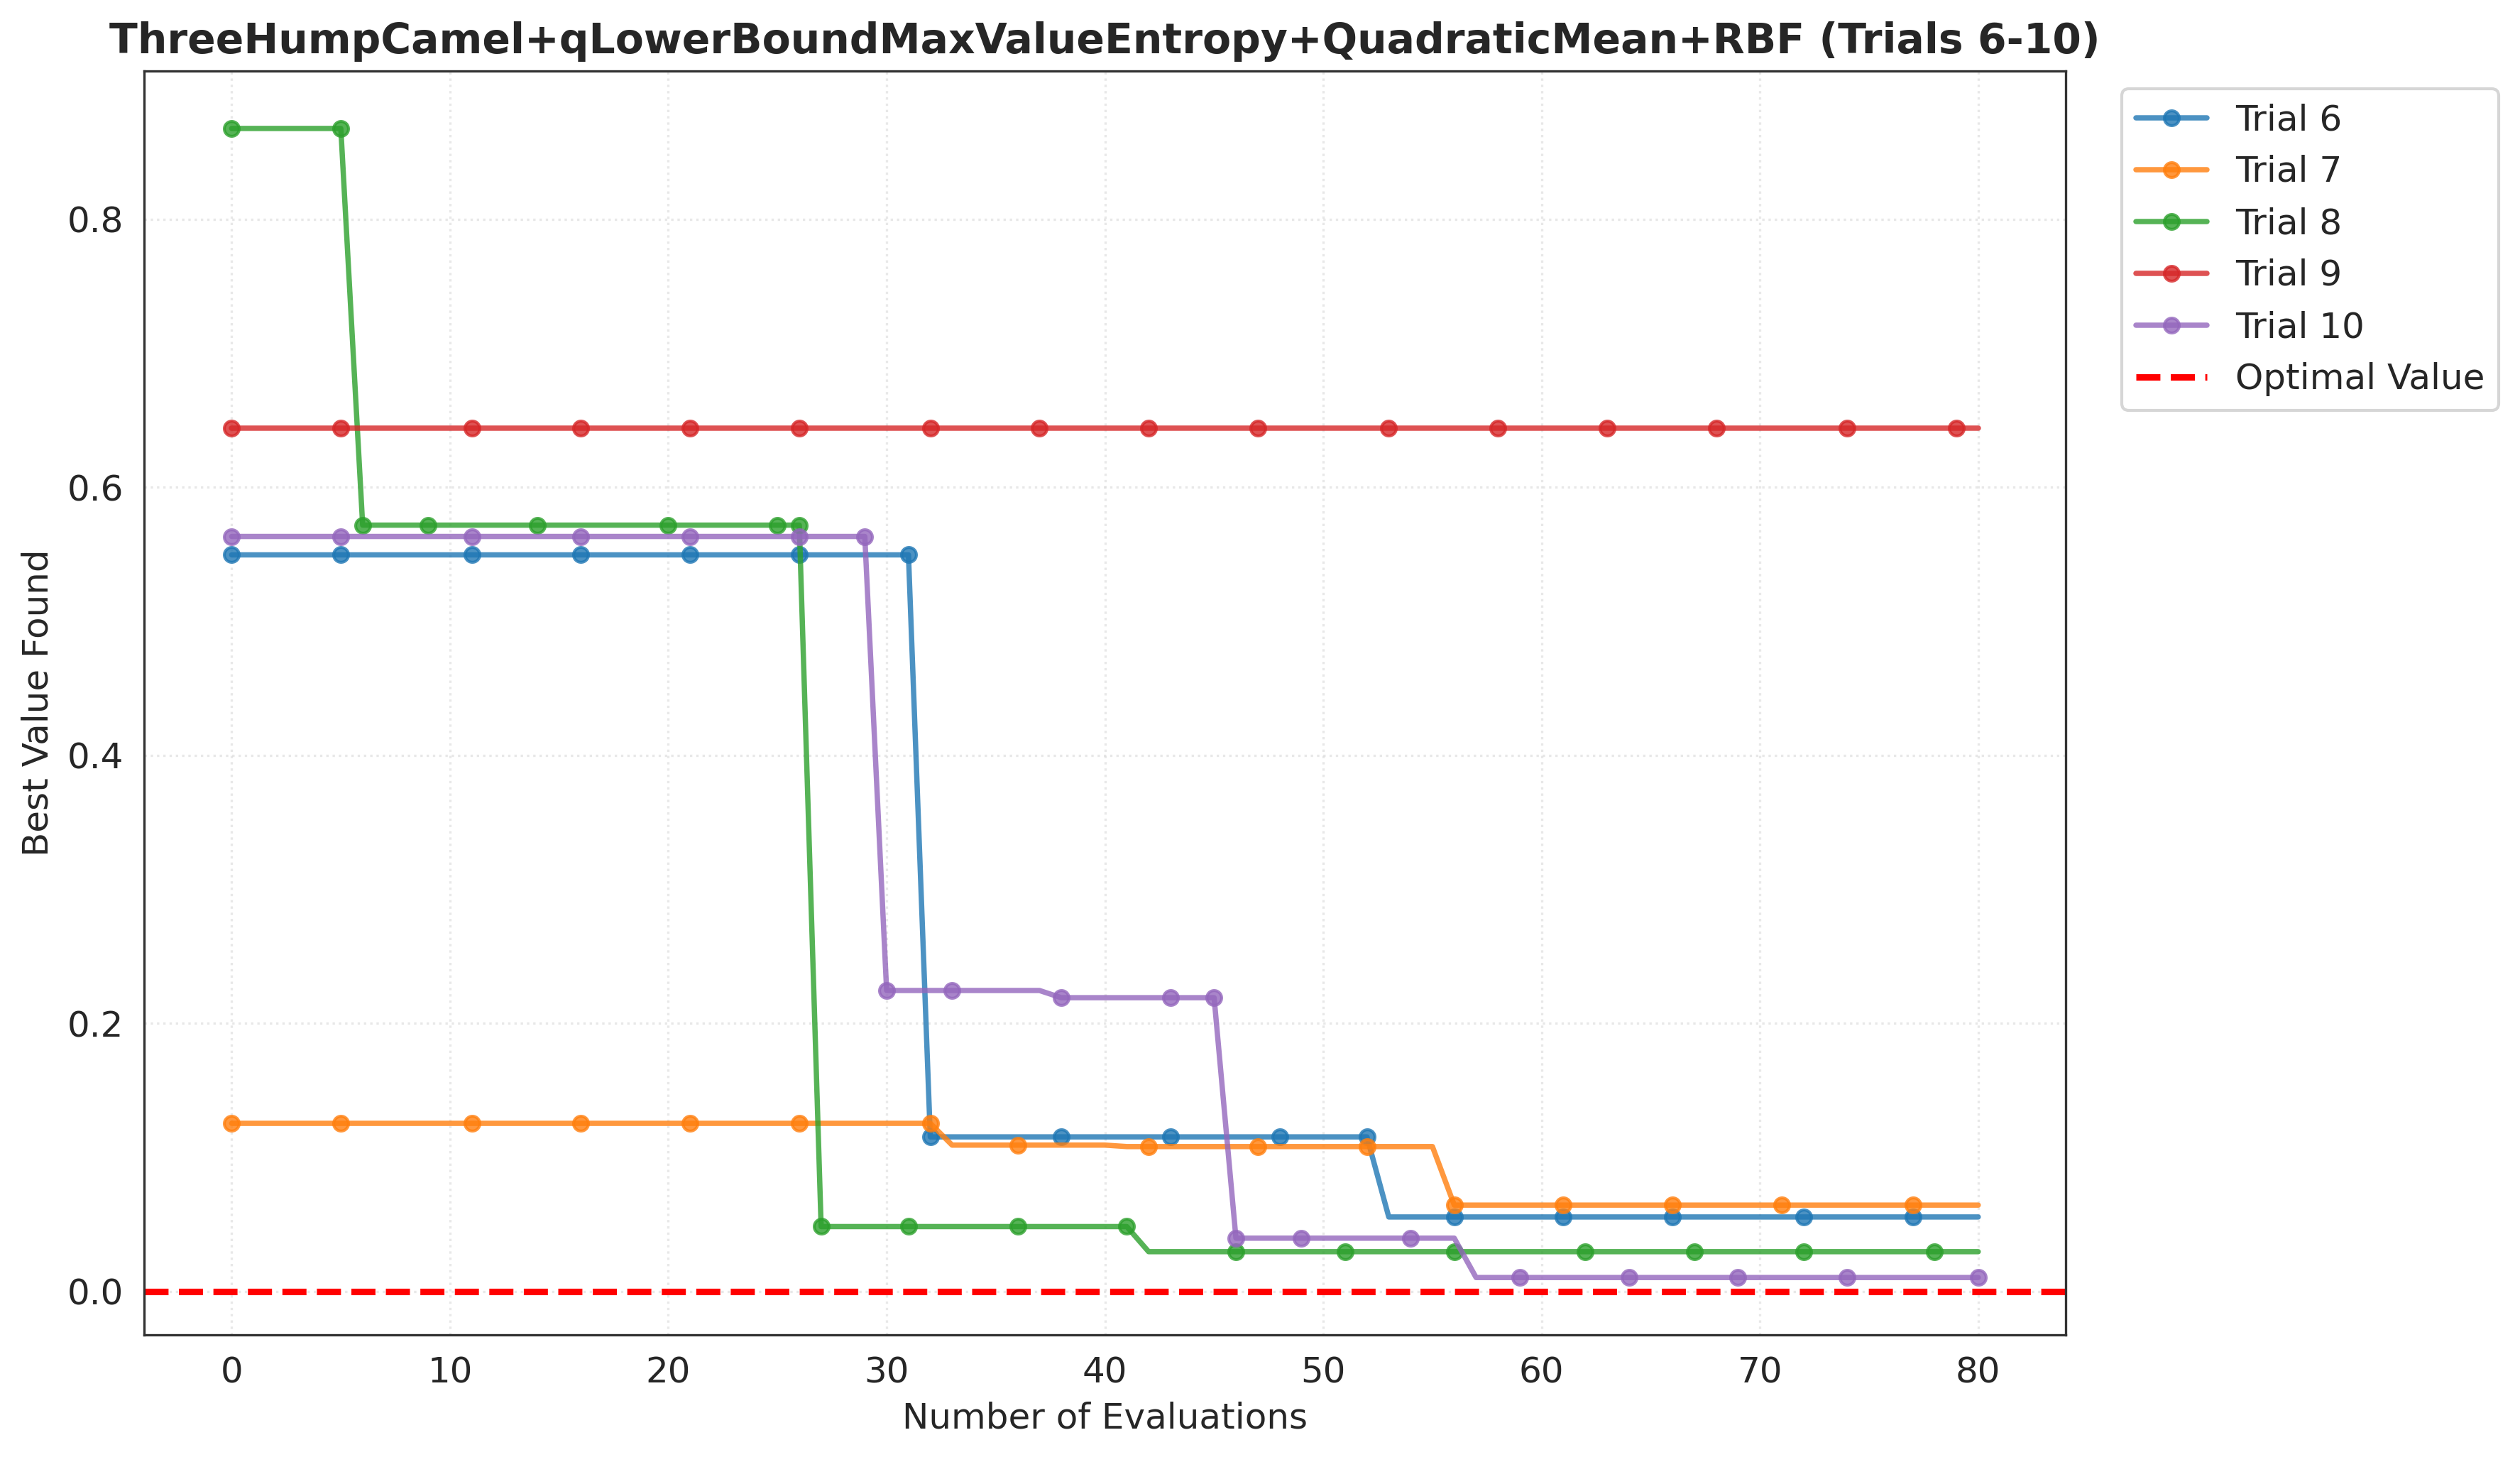 ThreeHumpCamel+qLowerBoundMaxValueEntropy+QuadraticMean+RBF (Trials 6-10)
Trial 6
Trial 7
Trial 8
Trial 9
Trial 10
Optimal Value
Best Value Found
0.8
0.6
0.4
0.2
0.0
0 10 20 30 40 50 60 70 80
Number of Evaluations